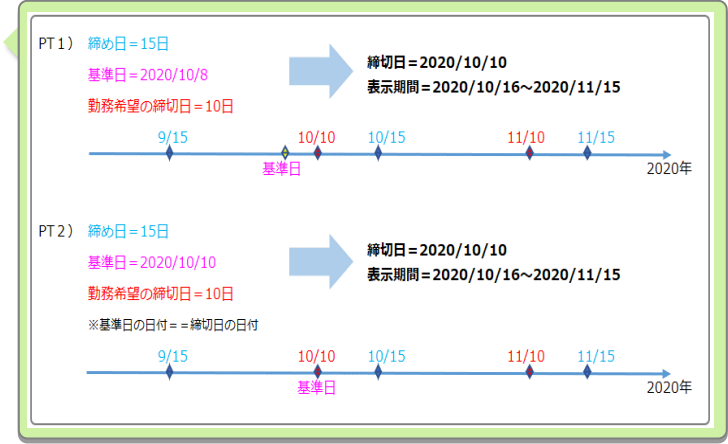 PT1) 締め日＝15日
基準日＝2020/10/8
勤務希望の締切日＝10日
締切日＝2020/10/10
表示期間＝2020/10/16～2020/11/15
9/15 10/10 10/15 11/10 11/15
基準日
2020年
PT2) 締め日＝15日
基準日＝2020/10/10
勤務希望の締切日＝10日
※基準日の日付＝＝締切日の日付
締切日＝2020/10/10
表示期間＝2020/10/16～2020/11/15
9/15 10/10 10/15 11/10 11/15
基準日
2020年